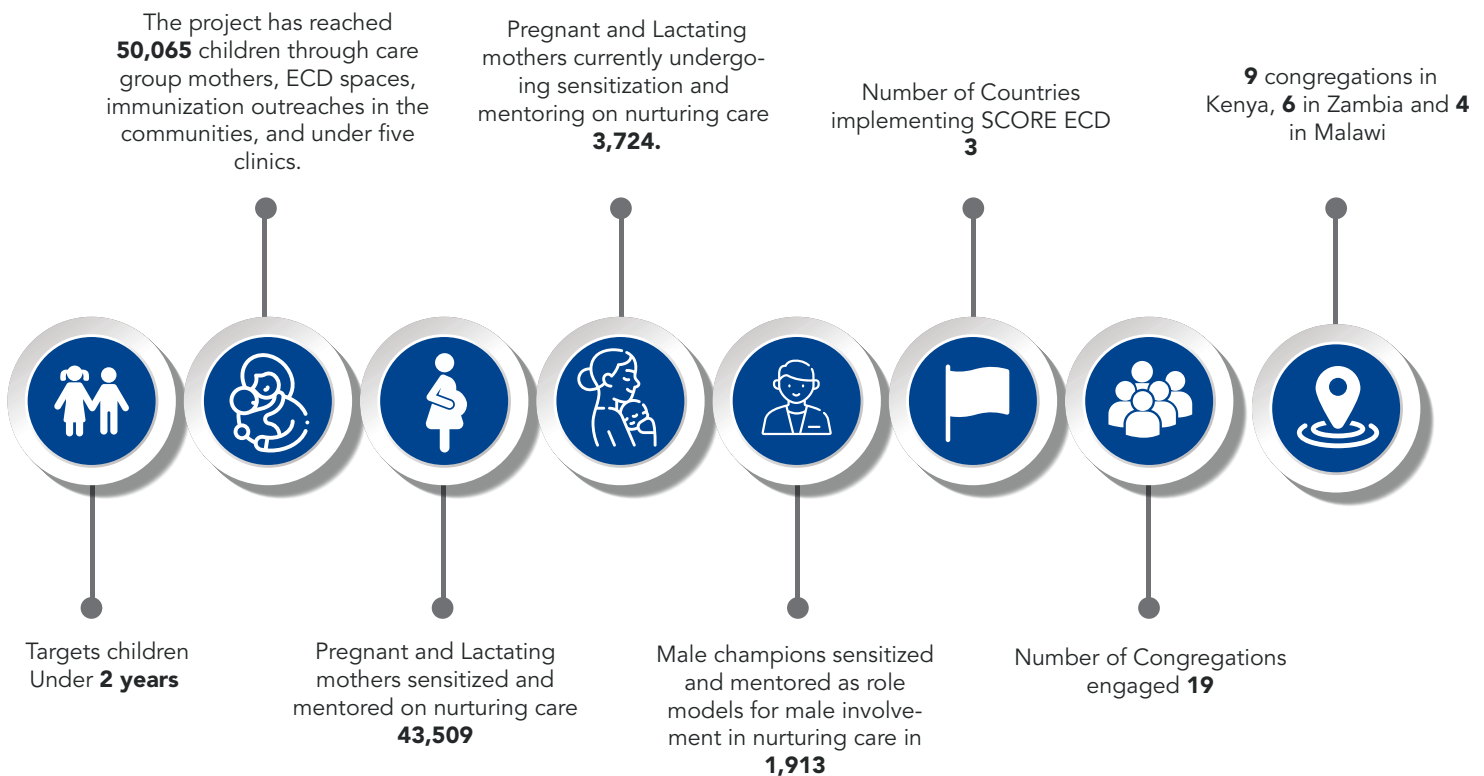 The project has reached
50,065 children through care
group mothers, ECD spaces,
immunization outreaches in the
communities, and under five
clinics.
Pregnant and Lactating
mothers currently undergo-
ing sensitization and
mentoring on nurturing care
3,724.
Number of Countries
implementing SCORE ECD
3
9 congregations in
Kenya, 6 in Zambia and 4
in Malawi
Targets children
Under 2 years
Pregnant and Lactating
mothers sensitized and
mentored on nurturing care
43,509
Male champions sensitized
and mentored as role
models for male involve-
ment in nurturing care in
1,913
Number of Congregations
engaged 19